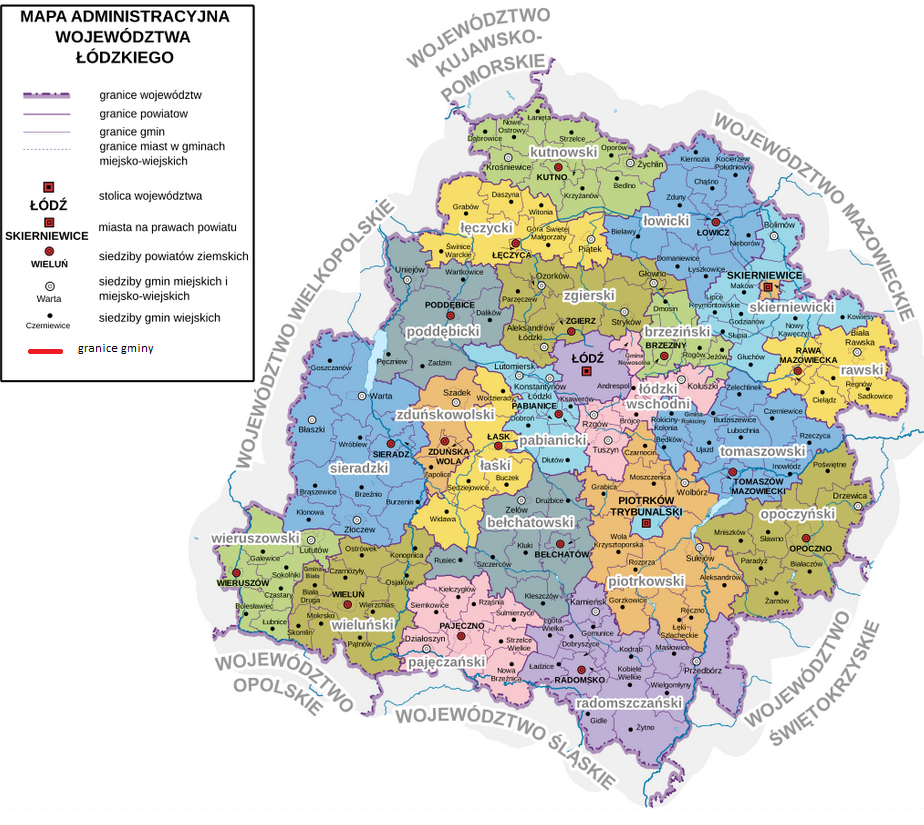 MAPA ADMINISTRACYJNA
WOJEWÓDZTWA
ŁÓDZKIEGO
granice województw
granice powiatów
granice gmin
granice miast w gminach
miejsko-wiejskich
ŁÓDŹ
stolica województwa
SKIERNIEWICE
miasta na prawach powiatu
WIELUŃ
siedziby powiatów ziemskich
Warta
siedziby gmin miejskich i
miejsko-wiejskich
Czerniewice
siedziby gmin wiejskich
granice gminy
WOJEWÓDZTWO
KUJAWSKO-
POMORSKIE
WOJEWÓDZTWO MAZOWIECKIE
WOJEWÓDZTWO WIELKOPOLSKIE
WOJEWÓDZTWO
OPOLSKIE
WOJEWÓDZTWO ŚLĄSKIE
WOJEWÓDZTWO
ŚWIĘTOKRZYSKIE
Łanięta
Nowe
Ostrowy
Dąbrowice
Strzelce
kutnowski
Oporów
Krośniewice
Żychlin
KUTNO
Bedlno
Krzyżanów
Kiernozia
Kocierzew
Południowy
Chąśno
Zduny
łowicki
ŁOWICZ
Bielawy
Nieborów
Bolimów
Domaniewice
Łyszkowice
Daszyna
Grabów
Witonia
łęczycki
Góra Świętej
Małgorzaty
Świnice
Warckie
ŁĘCZYCA
Piątek
SKIERNIEWICE
Maków
Lipce
Reymontowskie
skierniewicki
Godzianów
Nowy
Kawęczyn
Kowiesy
Słupia
Głuchów
Uniejów
Wartkowice
PODDĘBICE
Dalików
poddębicki
Pęczniew
Zadzim
Ozorków
Głowno
Parzęczew
zgierski
Stryków
ZGIERZ
Aleksandrów
Łódzki
Dmosin
brzeziński
BRZEZINY
Rogów
Jeżów
Biała
Rawska
RAWA
MAZOWIECKA
rawski
Regnów
Cielądz
Sadkowice
ŁÓDŹ
Gmina
Nowosolna
Andrespol
łódzki
wschodni
Koluszki
Rzgów
Brójce
Tuszyn
Lutomiersk
Konstantynów
Łódzki
Ksawerów
PABIANICE
Dobroń
pabianicki
Dłutów
Goszczanów
Warta
Błaszki
Wróblew
SIERADZ
sieradzki
Brąszewice
Brzeźnio
Burzenin
Klonowa
Złoczew
Szadek
zduńskowolski
ZDUŃSKA
WOLA
Zapolice
Wodzierady
ŁASK
łaski
Buczek
Sędziejowice
Widawa
Żelechlinek
Czerniewice
Budziszewice
Rokiciny-
Kolonia
Gmina
Rokiciny
Lubochnia
Rzeczyca
Będków
Ujazd
tomaszowski
Inowłódz
TOMASZÓW
MAZOWIECKI
Czarnocin
Moszczenica
Grabica
Wolbórz
PIOTRKÓW
TRYBUNALSKI
Wola
Krzysztoporska
Sulejów
Rozprza
piotrkowski
Aleksandrów
Gorzkowice
Ręczno
Łęki
Szlacheckie
Poświętne
Drzewica
opoczyński
Mniszków
Sławno
OPOCZNO
Paradyż
Białaczów
Żarnów
Drużbice
Zelów
bełchatowski
Kluki
BEŁCHATÓW
Rusiec
Szczerców
Kleszczów
wieruszowski
Lututów
Galewice
WIERUSZÓW
Sokolniki
Czastary
Bolesławiec
Łubnice
Ostrówek
Konopnica
Gmina
Biała
Czarnożyły
Osjaków
Biała
Druga
WIELUŃ
Wierzchlas
Mokrsko
Skomlin
wieluński
Pątnów
Kiełczygłów
Siemkowice
Rząśnia
Sulmierzyce
PAJĘCZNO
Działoszyn
Strzelce
Wielkie
pajęczański
Nowa
Brzeźnica
Kamieńsk
Lgota
Wielka
Gomunice
Dobryszyce
Kodrąb
Masłowice
Ładzice
RADOMSKO
Kobiele
Wielkie
Przedbórz
Wielgomłyny
radomszczański
Gidle
Żytno